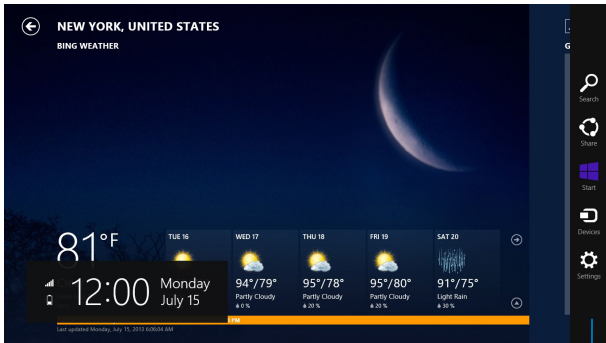 NEW YORK, UNITED STATES
BING WEATHER
G
Search
Share
Start
Devices
Settings
81°F
TUE 16
WED 17
THU 18
FRI 19
SAT 20
94°/79°
95°/78°
95°/80°
91°/75°
Partly Cloudy
Partly Cloudy
Partly Cloudy
Light Rain
0 %
20 %
20 %
30 %
12:00
Monday
July 15
PM
Last updated Monday, July 15, 2013 6:06:04 AM